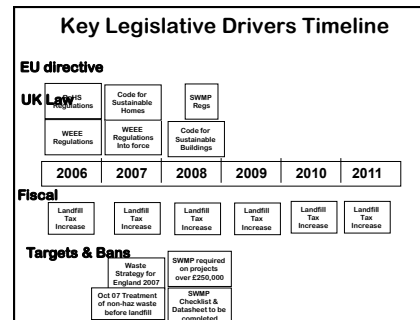 Key Legislative Drivers Timeline
EU directive
UK Law
RoHS
Regulations
Code for
Sustainable
Homes
SWMP
Regs
WEEE
Regulations
WEEE
Regulations
Into force
Code for
Sustainable
Buildings
2006 2007 2008 2009 2010 2011
Fiscal
Landfill
Tax
Increase
Landfill
Tax
Increase
Landfill
Tax
Increase
Landfill
Tax
Increase
Landfill
Tax
Increase
Landfill
Tax
Increase
Targets & Bans
Waste
Strategy for
England 2007
SWMP required
on projects
over £250,000
Oct 07 Treatment
of non-haz waste
before landfill
SWMP
Checklist &
Datasheet to be
completed